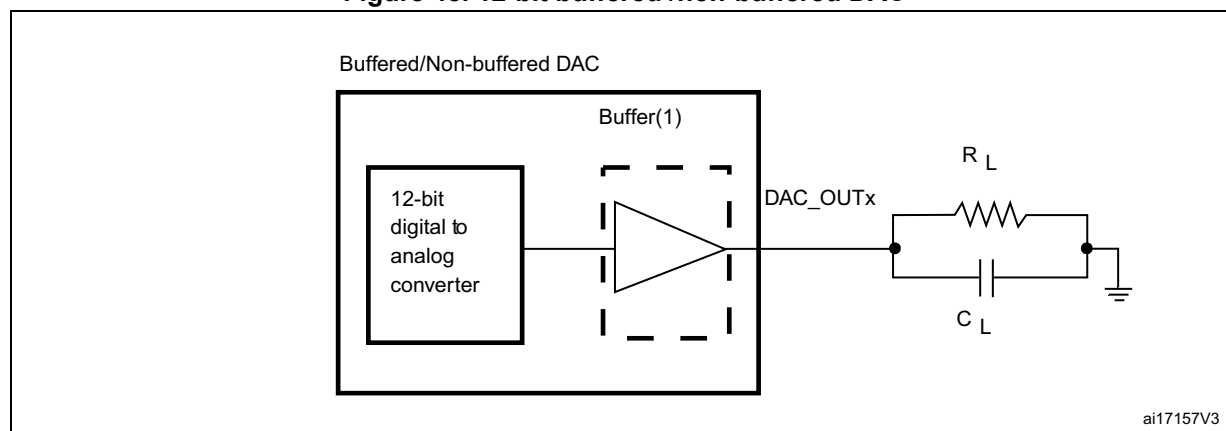 Buffered/Non-buffered DAC
Buffer(1)
12-bit
digital to
analog
converter
DAC_OUTx
R L
C L
ai17157V3